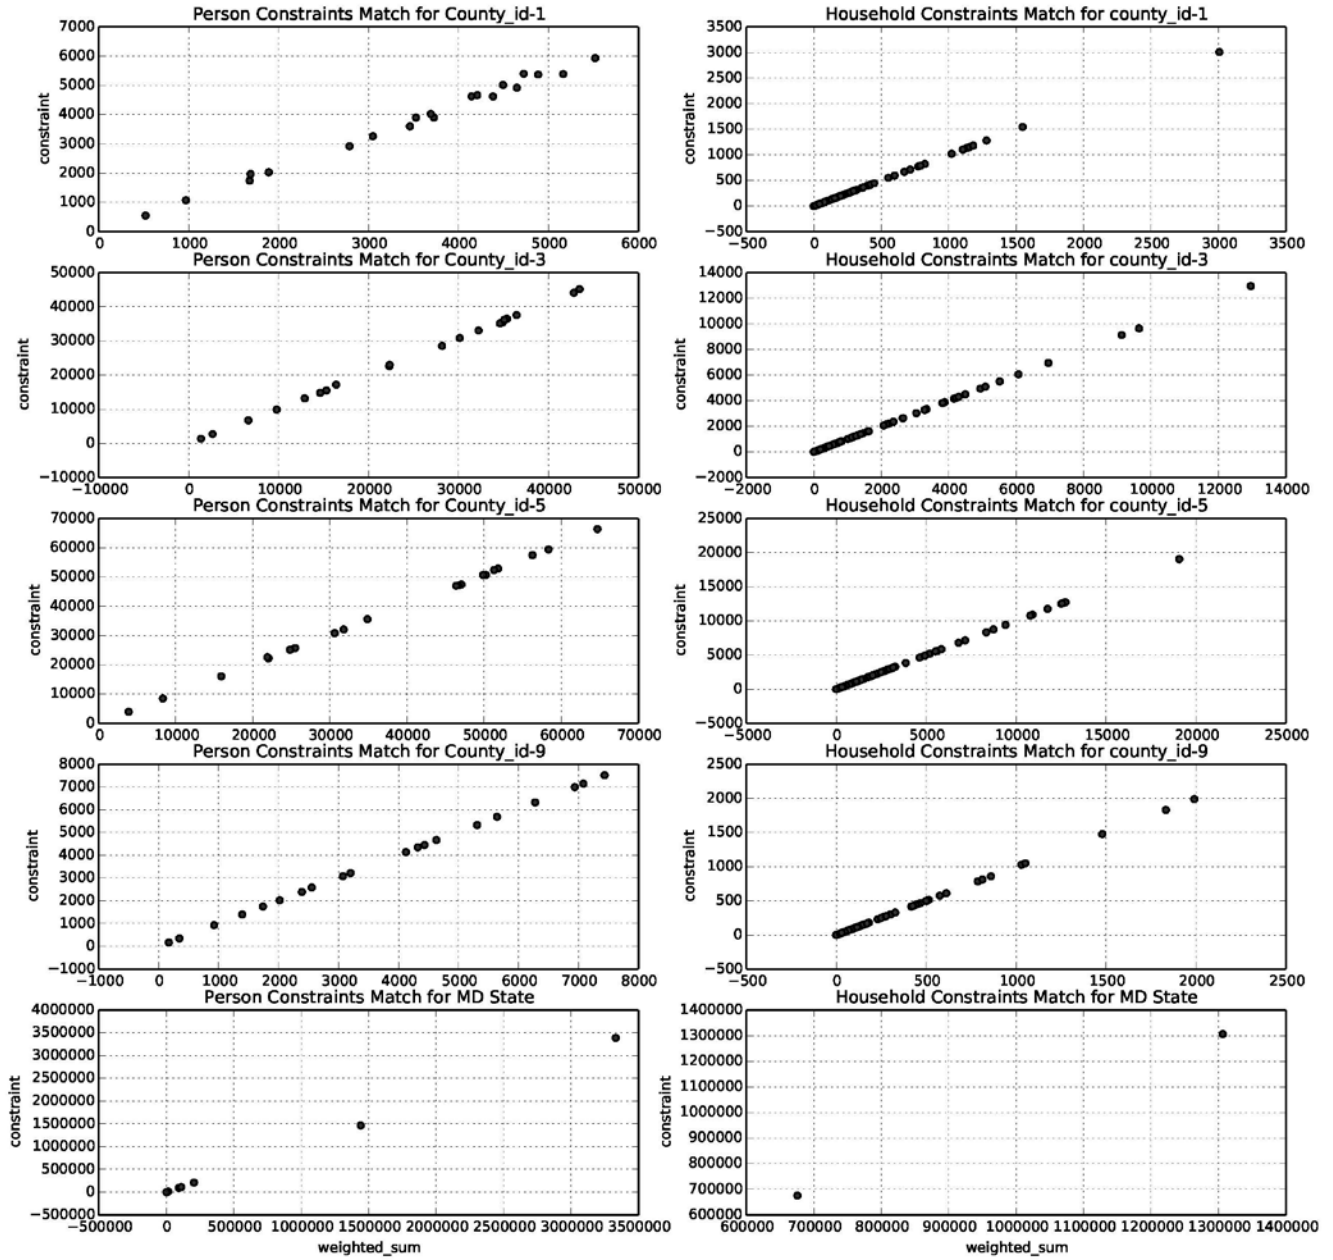 Person Constraints Match for County_id-1
7000
6000
5000
4000
3000
2000
1000
0
constraint
0 1000 2000 3000 4000 5000 6000
Household Constraints Match for county_id-1
3500
3000
2500
2000
1500
1000
500
0
−500
constraint
−500 0 500 1000 1500 2000 2500 3000 3500
Person Constraints Match for County_id-3
50000
40000
30000
20000
10000
0
−10000
constraint
−10000 0 10000 20000 30000 40000 50000
Household Constraints Match for county_id-3
14000
12000
10000
8000
6000
4000
2000
0
−2000
constraint
−2000 0 2000 4000 6000 8000 10000 12000 14000
Person Constraints Match for County_id-5
70000
60000
50000
40000
30000
20000
10000
0
constraint
0 10000 20000 30000 40000 50000 60000 70000
Household Constraints Match for county_id-5
25000
20000
15000
10000
5000
0
−5000
constraint
−5000 0 5000 10000 15000 20000 25000
Person Constraints Match for County_id-9
8000
7000
6000
5000
4000
3000
2000
1000
0
−1000
constraint
−1000 0 1000 2000 3000 4000 5000 6000 7000 8000
Household Constraints Match for county_id-9
2500
2000
1500
1000
500
0
−500
constraint
−500 0 500 1000 1500 2000 2500
Person Constraints Match for MD State
4000000
3500000
3000000
2500000
2000000
1500000
1000000
500000
0
−500000
constraint
−500000 0 500000 1000000 1500000 2000000 2500000 3000000 3500000
weighted_sum
Household Constraints Match for MD State
1400000
1300000
1200000
1100000
1000000
900000
800000
700000
600000
constraint
600000 700000 800000 900000 1000000 1100000 1200000 1300000 1400000
weighted_sum